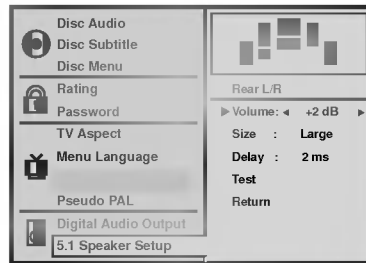 Disc Audio
Disc Subtitle
Disc Menu
Rating
Password
TV Aspect
Menu Language
Pseudo PAL
Digital Audio Output
5.1 Speaker Setup
Rear L/R
Volume: +2 dB
Size : Large
Delay : 2 ms
Test
Return